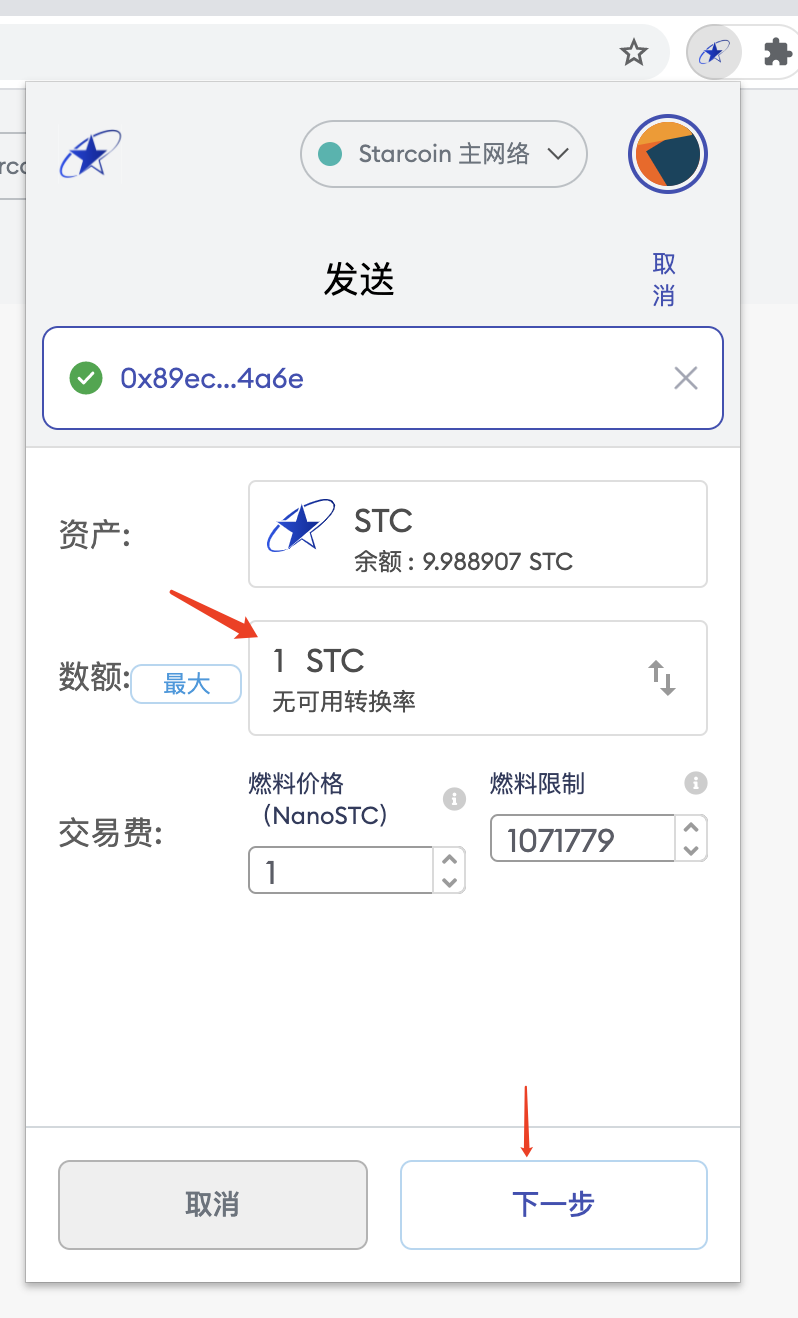 Starcoin 主网络
发送
取
消
0x89ec...4a6e
资产:
STC
余额 : 9.988907 STC
数额:
最大
1 STC
无可用转换率
交易费:
燃料价格
(NanoSTC)
1
燃料限制
1071779
取消
下一步